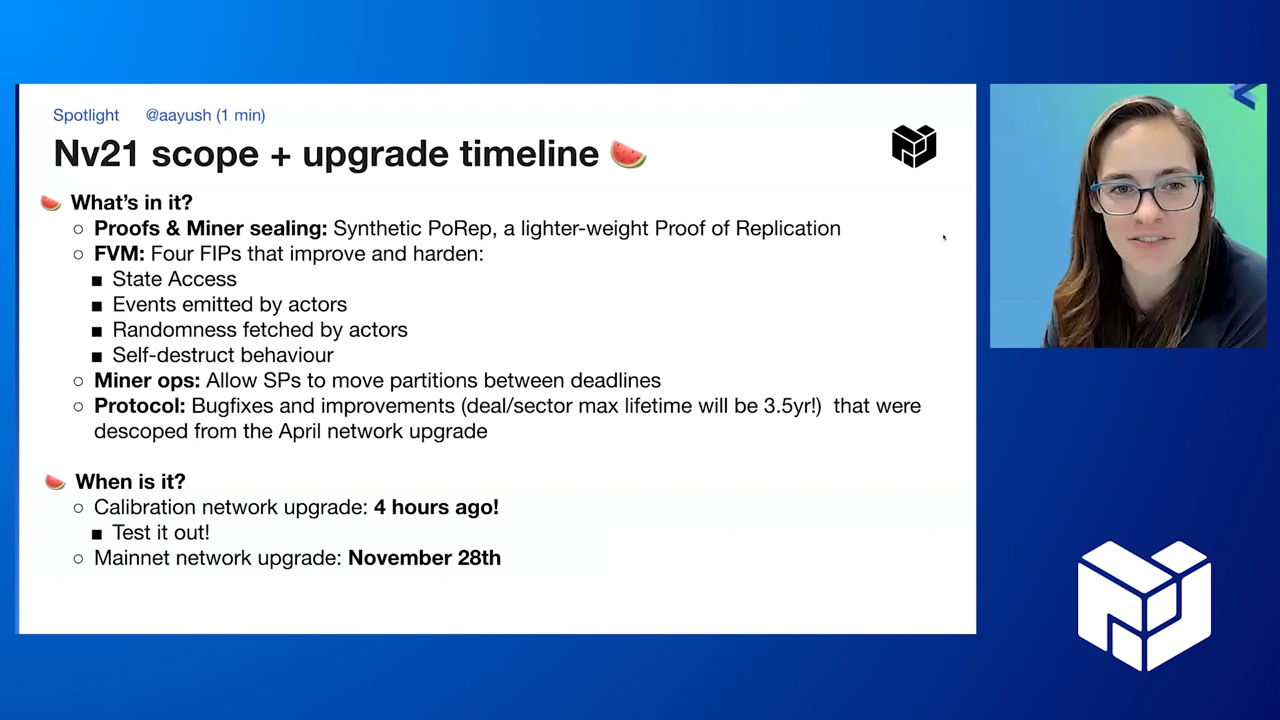 Spotlight @aayush (1 min)
Nv21 scope + upgrade timeline 🍉
🍉 What's in it?
○ Proofs & Miner sealing: Synthetic PoRep, a lighter-weight Proof of Replication
○ FVM: Four FIPs that improve and harden:
■ State Access
■ Events emitted by actors
■ Randomness fetched by actors
■ Self-destruct behaviour
○ Miner ops: Allow SPs to move partitions between deadlines
○ Protocol: Bugfixes and improvements (deal/sector max lifetime will be 3.5yr!) that were
descoped from the April network upgrade
🍉 When is it?
○ Calibration network upgrade: 4 hours ago!
■ Test it out!
○ Mainnet network upgrade: November 28th